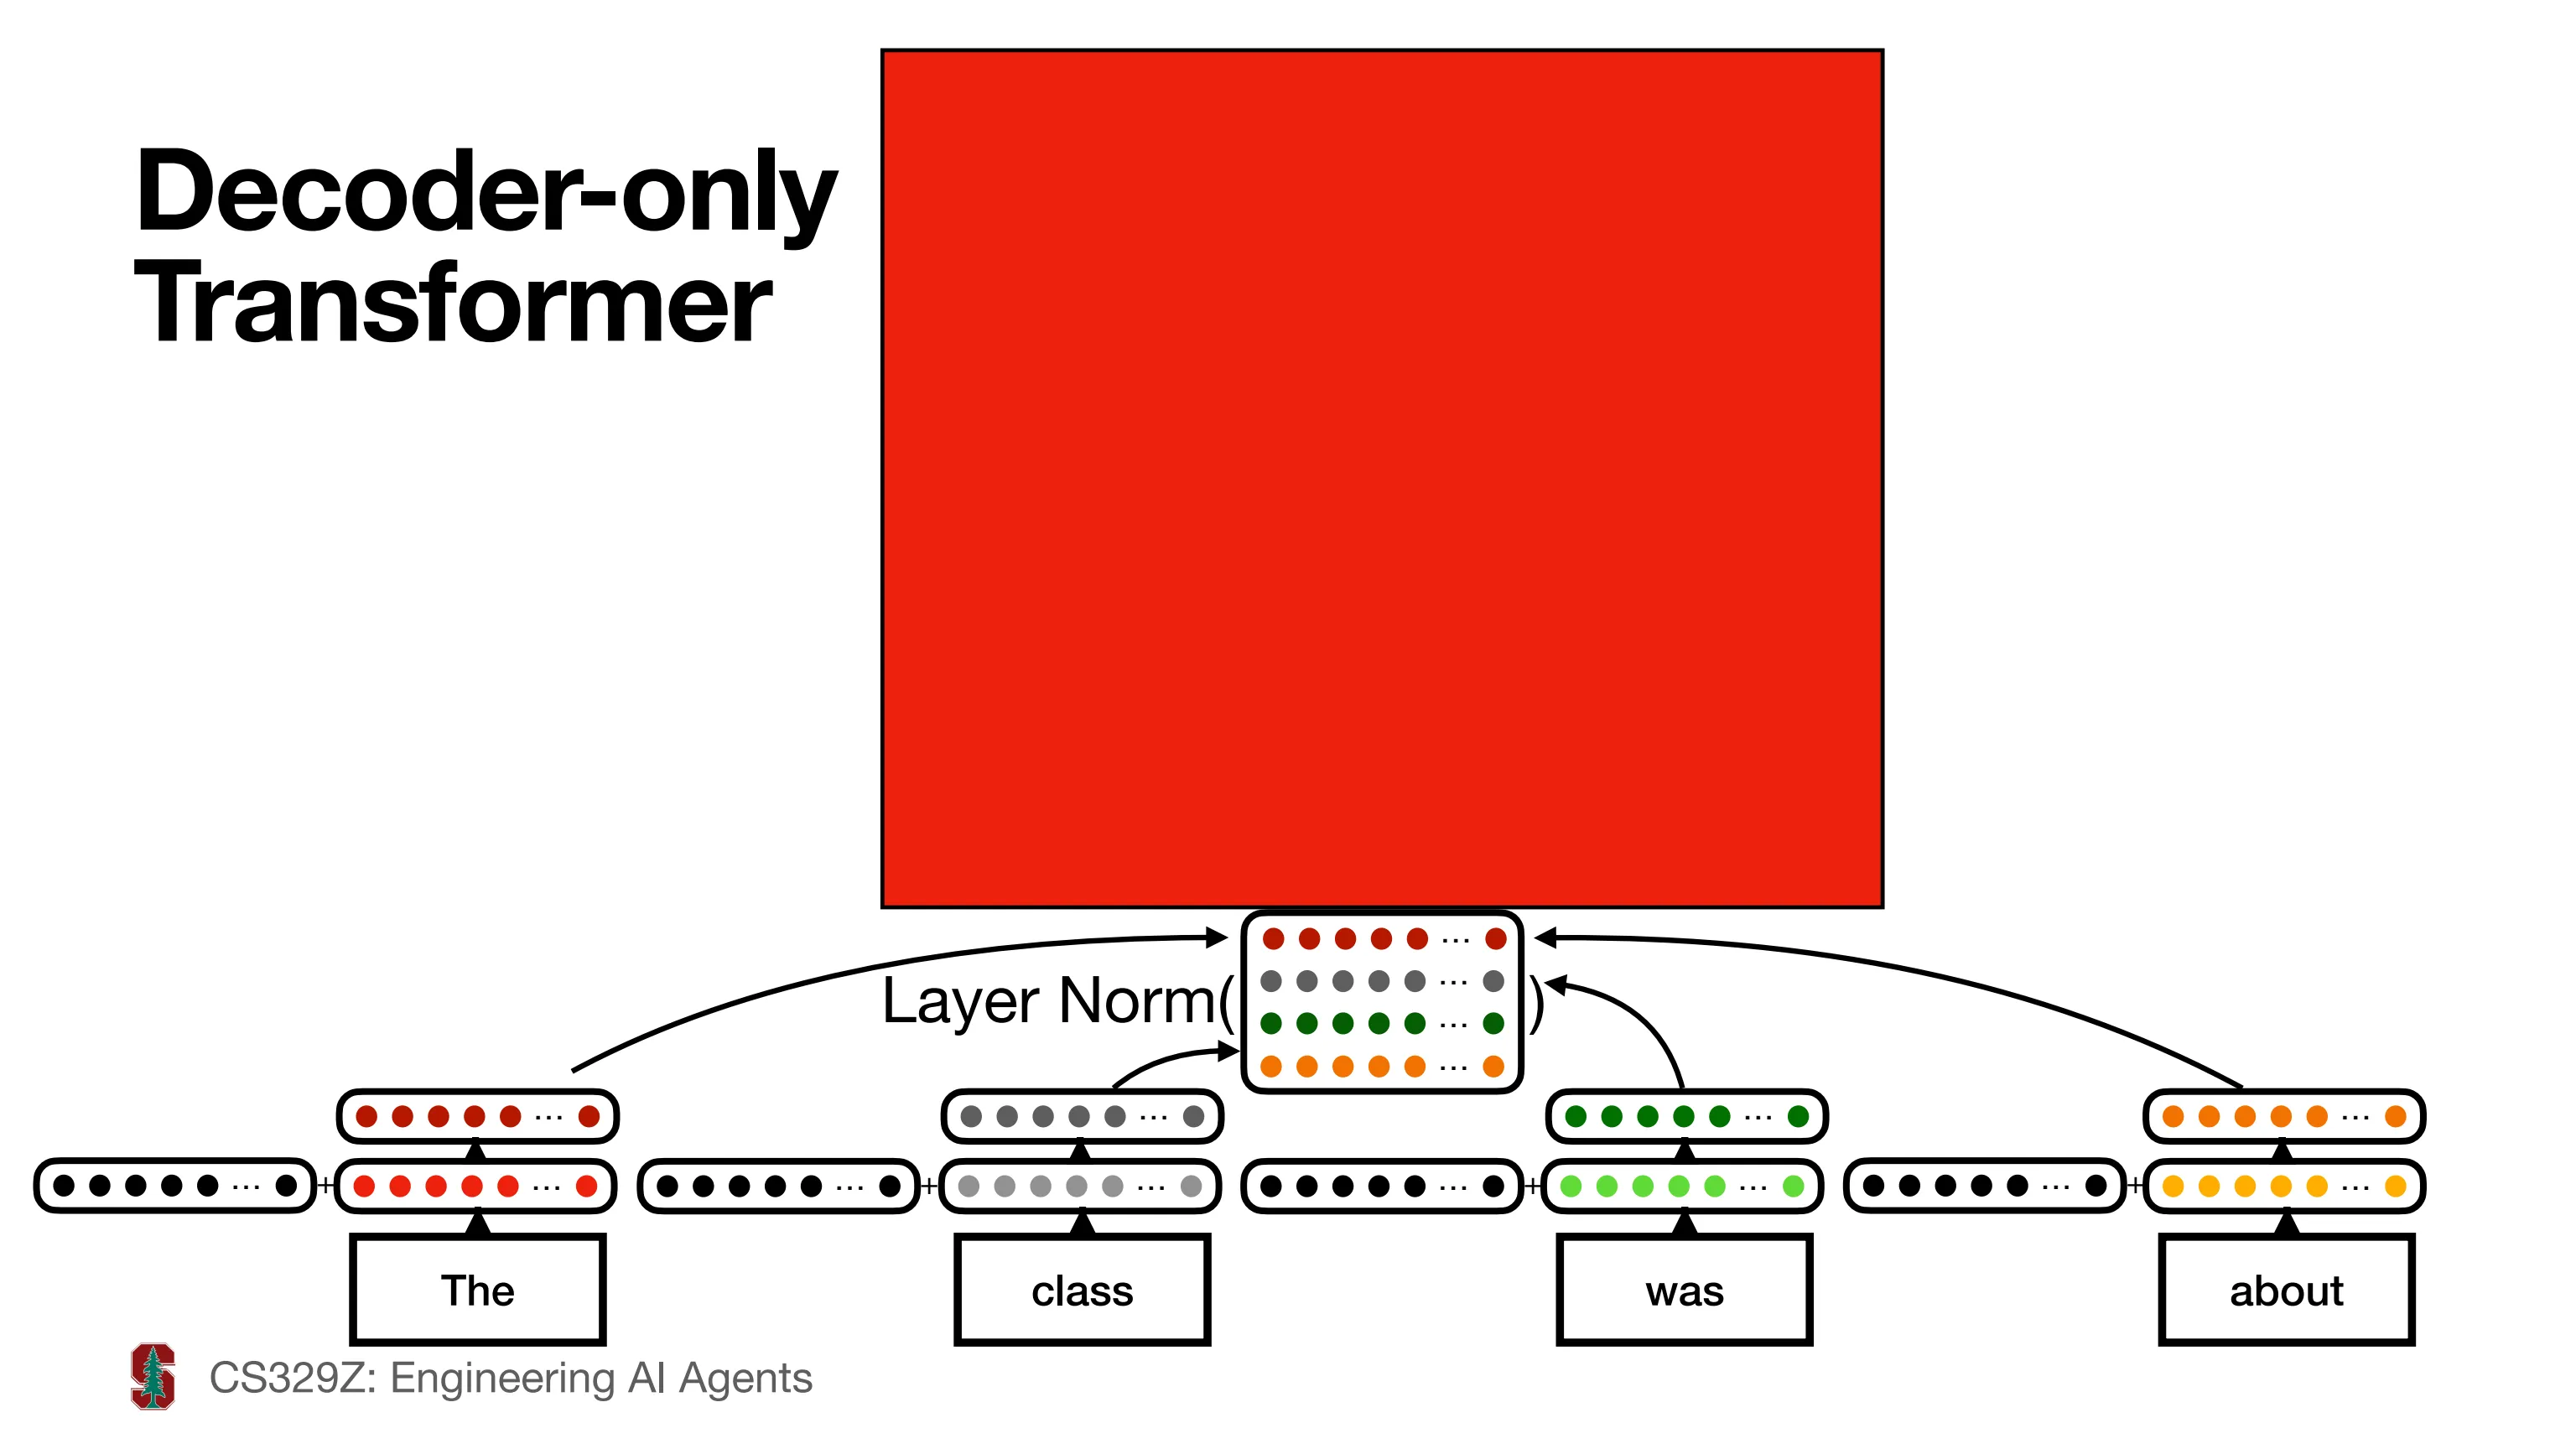 Decoder-only
Transformer
Layer Norm( ... )
...
...
...
... ... ... ...
... + ... ... + ... ... + ... ... + ...
The class was about
CS329Z: Engineering AI Agents